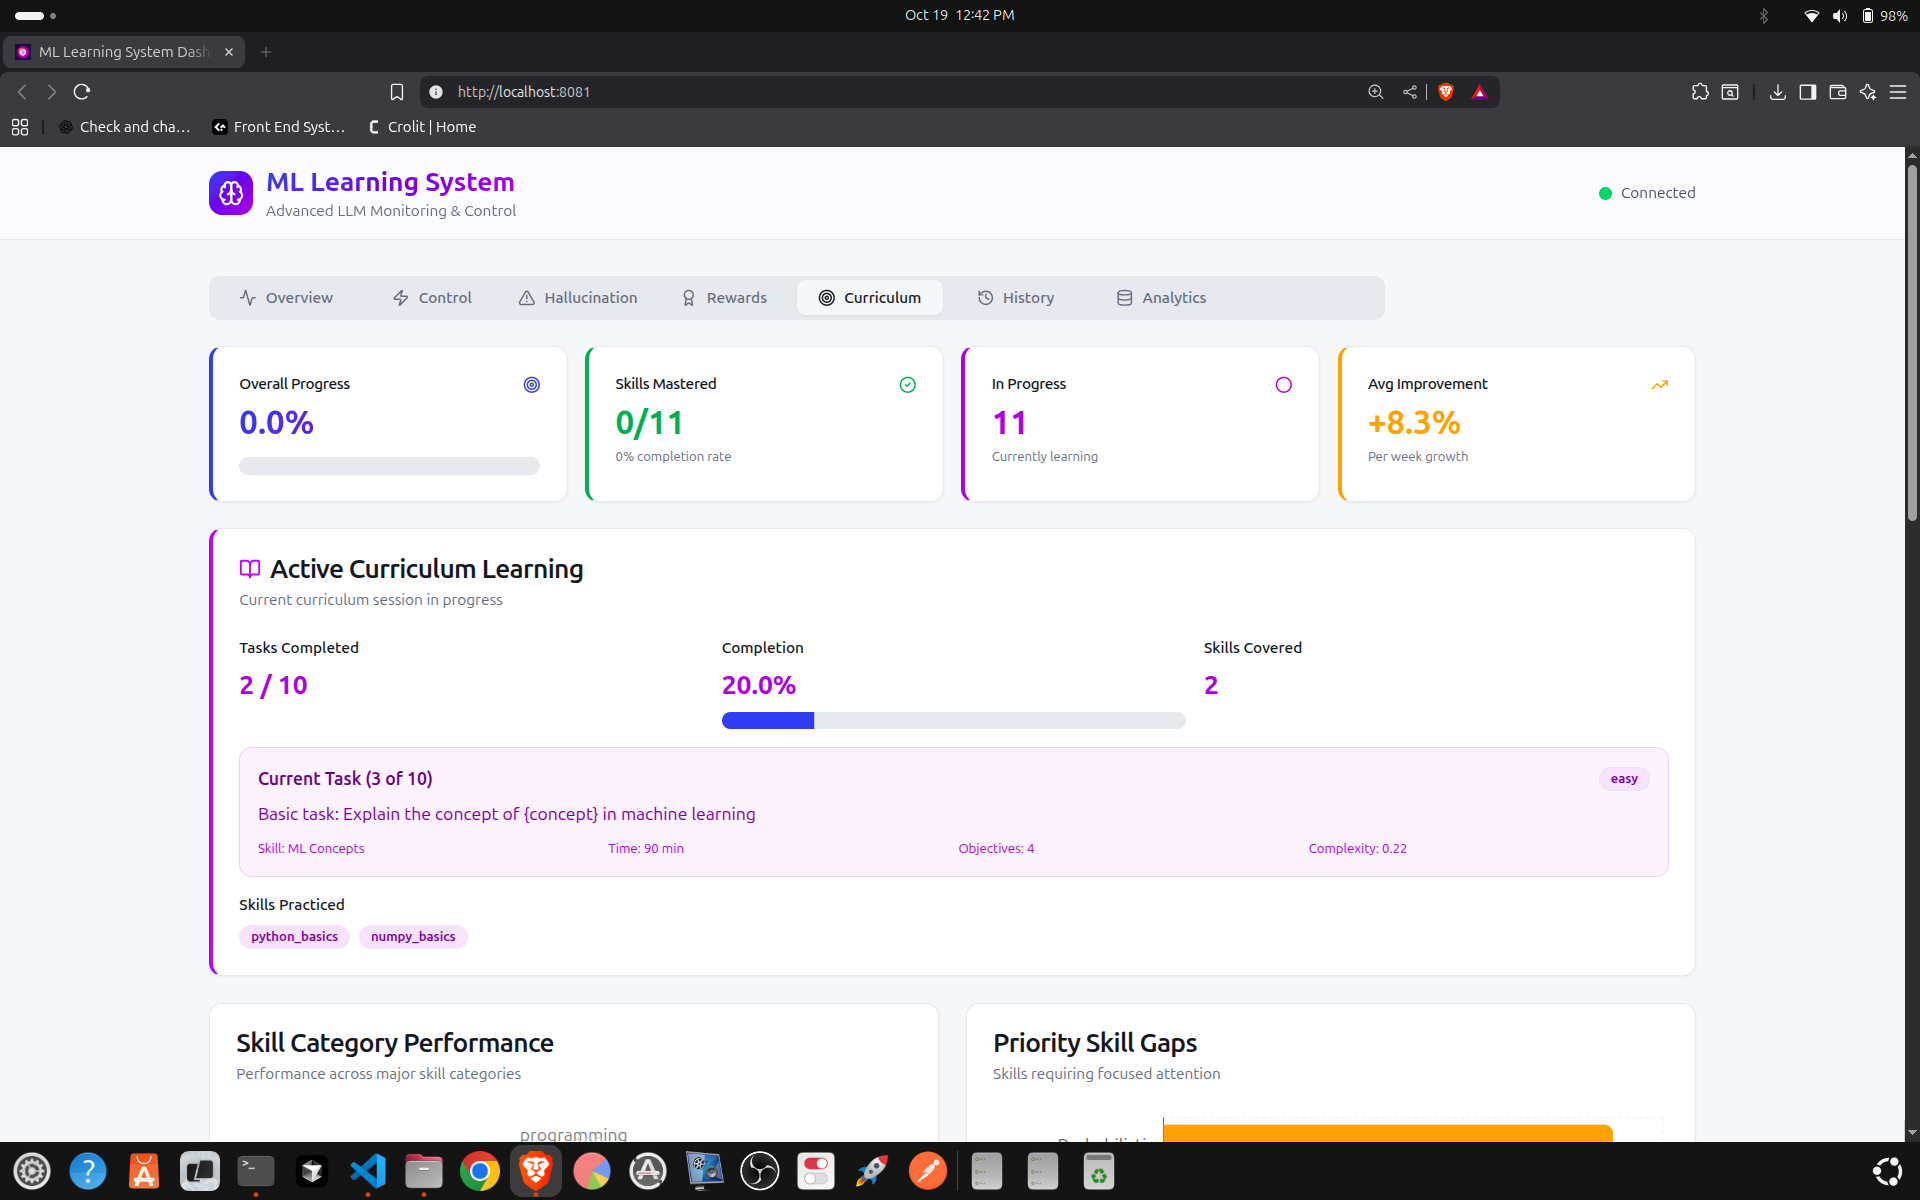 Oct 19 12:42 PM
98%
ML Learning System Dash
http://localhost:8081
Check and cha...
Front End Syst...
Crolit | Home
ML Learning System
Advanced LLM Monitoring & Control
Connected
Overview
Control
Hallucination
Rewards
Curriculum
History
Analytics
Overall Progress
0.0%
Skills Mastered
0/11
0% completion rate
In Progress
11
Currently learning
Avg Improvement
+8.3%
Per week growth
Active Curriculum Learning
Current curriculum session in progress
Tasks Completed
2 / 10
Completion
20.0%
Skills Covered
2
Current Task (3 of 10)
easy
Basic task: Explain the concept of {concept} in machine learning
Skill: ML Concepts
Time: 90 min
Objectives: 4
Complexity: 0.22
Skills Practiced
python_basics
numpy_basics
Skill Category Performance
Performance across major skill categories
programming
Priority Skill Gaps
Skills requiring focused attention